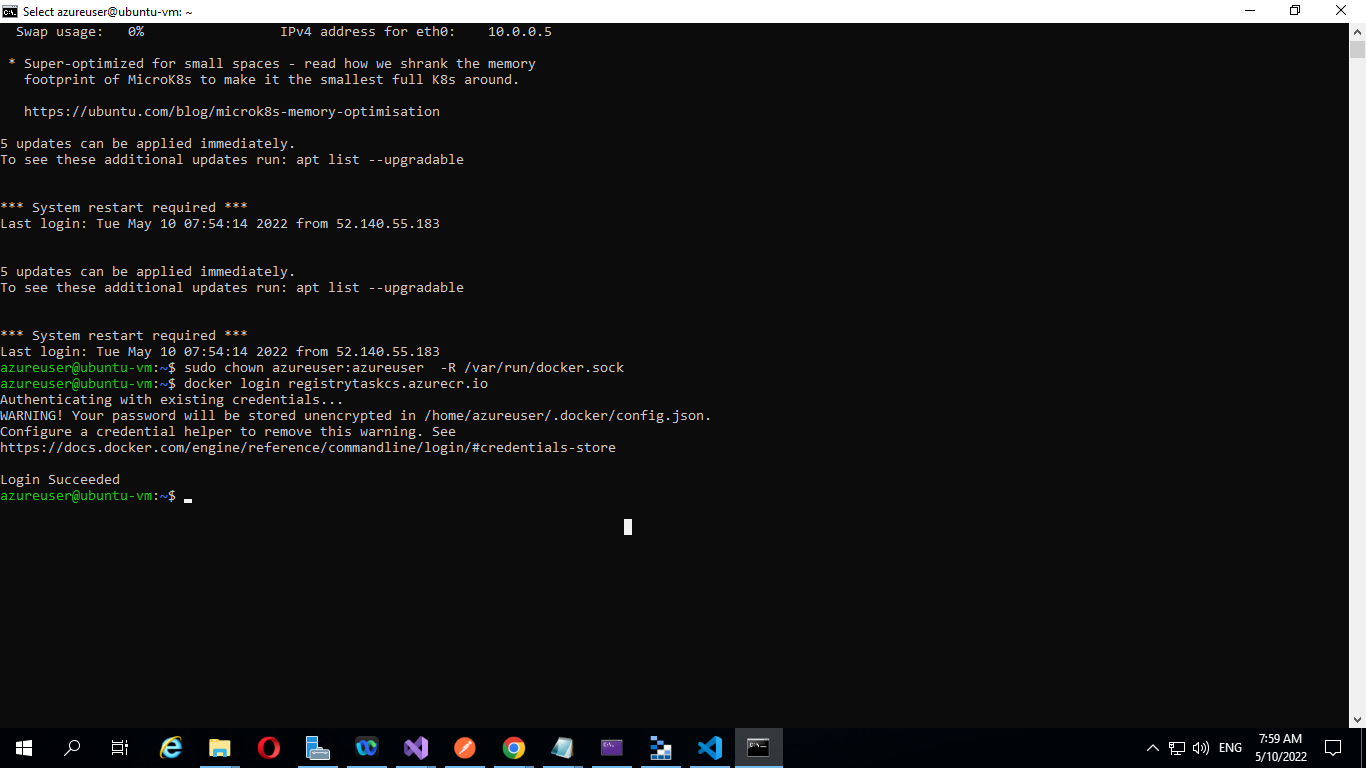 Select azureuser@ubuntu-vm: ~
Swap usage:   0%                 IPv4 address for eth0:    10.0.0.5
* Super-optimized for small spaces - read how we shrank the memory
footprint of MicroK8s to make it the smallest full K8s around.
https://ubuntu.com/blog/microk8s-memory-optimisation
5 updates can be applied immediately.
To see these additional updates run: apt list --upgradable
*** System restart required ***
Last login: Tue May 10 07:54:14 2022 from 52.140.55.183
5 updates can be applied immediately.
To see these additional updates run: apt list --upgradable
*** System restart required ***
Last login: Tue May 10 07:54:14 2022 from 52.140.55.183
azureuser@ubuntu-vm:~$ sudo chown azureuser:azureuser  -R /var/run/docker.sock
azureuser@ubuntu-vm:~$ docker login registrytaskcs.azurecr.io
Authenticating with existing credentials...
WARNING! Your password will be stored unencrypted in /home/azureuser/.docker/config.json.
Configure a credential helper to remove this warning. See
https://docs.docker.com/engine/reference/commandline/login/#credentials-store
Login Succeeded
azureuser@ubuntu-vm:~$
ENG
7:59 AM
5/10/2022